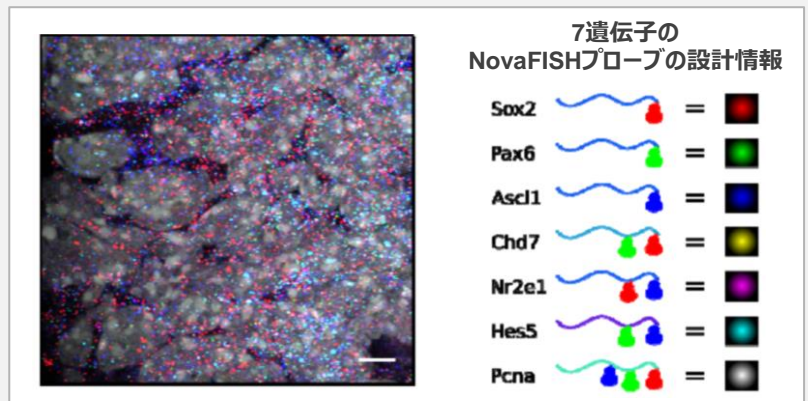 7遺伝子の
NovaFISHプローブの設計情報
Sox2 =
Pax6 =
Ascl1 =
Chd7 =
Nr2e1 =
Hes5 =
Pcna =